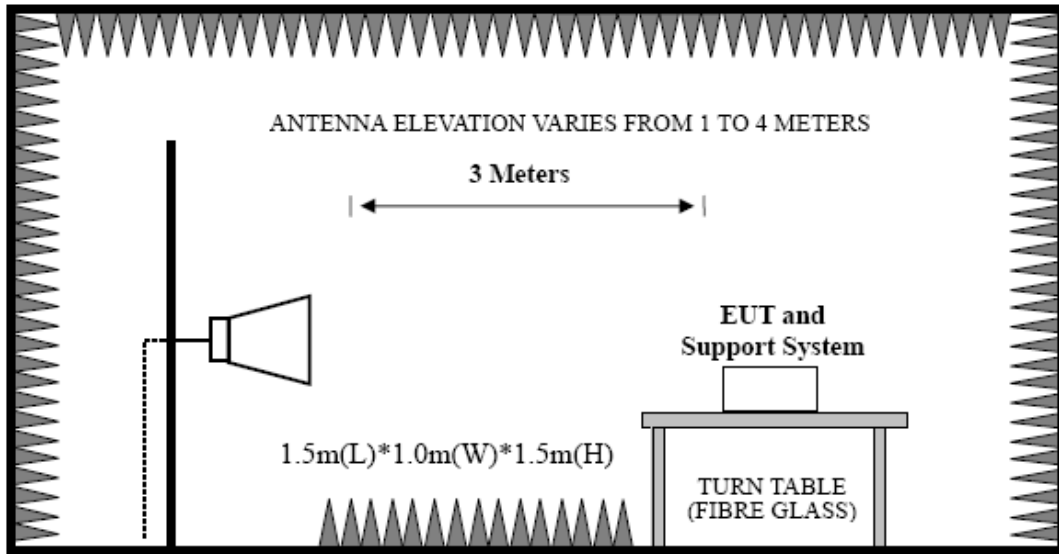 ANTENNA ELEVATION VARIES FROM 1 TO 4 METERS
3 Meters
EUT and
Support System
1.5m(L)*1.0m(W)*1.5m(H)
TURN TABLE
(FIBRE GLASS)